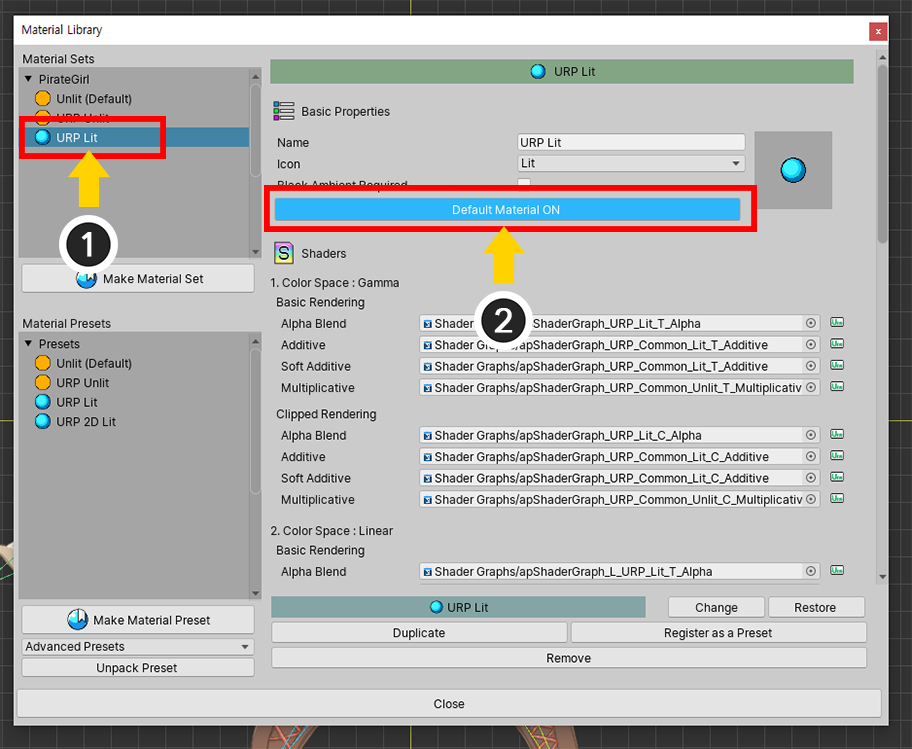 Material Library
x
Material Sets
PirateGirl
Unlit (Default)
URP Unlit
URP Lit
1
Make Material Set
Material Presets
Presets
Unlit (Default)
URP Unlit
URP Lit
URP 2D Lit
Make Material Preset
Advanced Presets
Unpack Preset
URP Lit
Basic Properties
Name URP Lit
Icon Lit
Black Ambient Required
Default Material ON
2
S Shaders
1. Color Space : Gamma
Basic Rendering
Alpha Blend Shader ShaderGraph_URP_Lit_T_Alpha
Additive Shader Graphs/apShaderGraph_URP_Common_Lit_T_Additive
Soft Additive Shader Graphs/apShaderGraph_URP_Common_Lit_T_Additive
Multiplicative Shader Graphs/apShaderGraph_URP_Common_Unlit_T_Multiplicativ
Clipped Rendering
Alpha Blend Shader Graphs/apShaderGraph_URP_Lit_C_Alpha
Additive Shader Graphs/apShaderGraph_URP_Common_Lit_C_Additive
Soft Additive Shader Graphs/apShaderGraph_URP_Common_Lit_C_Additive
Multiplicative Shader Graphs/apShaderGraph_URP_Common_Unlit_C_Multiplicativ
2. Color Space : Linear
Basic Rendering
Alpha Blend Shader Graphs/apShaderGraph_L_URP_Lit_T_Alpha
URP Lit
Change
Restore
Duplicate
Register as a Preset
Remove
Close